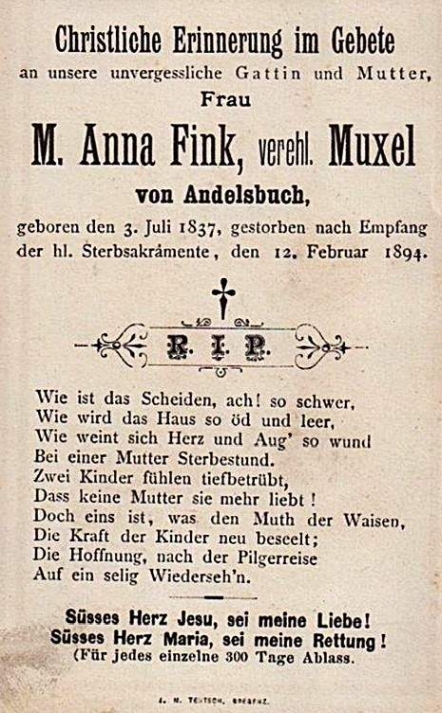 Christliche Erinnerung im Gebete
an unsere unvergessliche Gattin und Mutter,
Frau
M. Anna Fink, verehl. Muxel
von Andelsbuch,
geboren den 3. Juli 1837, gestorben nach Empfang
der hl. Sterbsakrámente, den 12. Februar 1894.
R. I. P.
Wie ist das Scheiden, ach! so schwer,
Wie wird das Haus so öd und leer,
Wie weint sich Herz und Aug' so wund
Bei einer Mutter Sterbestund.
Zwei Kinder fühlen tiefbetrübt,
Dass keine Mutter sie mehr liebt!
Doch eins ist, was den Muth der Waisen,
Die Kraft der Kinder neu beseelt;
Die Hoffnung, nach der Pilgerreise
Auf ein selig Wiederseh'n.
Süsses Herz Jesu, sei meine Liebe!
Süsses Herz Maria, sei meine Rettung!
(Für jedes einzelne 300 Tage Ablass.
J. N. TEUTSCH, BREGENZ.